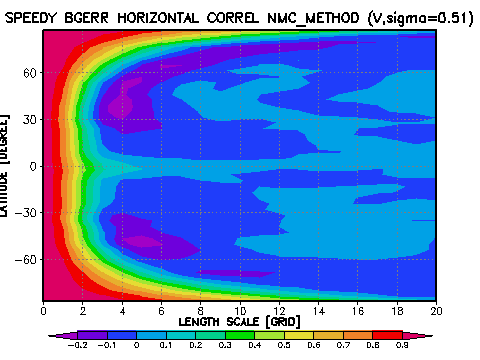 SPEEDY BGERR HORIZONTAL CORREL NMC_METHOD (V,sigma=0.51)
LATITUDE [DEGREE]
60
30
0
−30
−60
0 2 4 6 8 10 12 14 16 18 20
LENGTH SCALE [GRID]
−0.2 −0.1 0 0.1 0.2 0.3 0.4 0.5 0.6 0.7 0.8 0.9